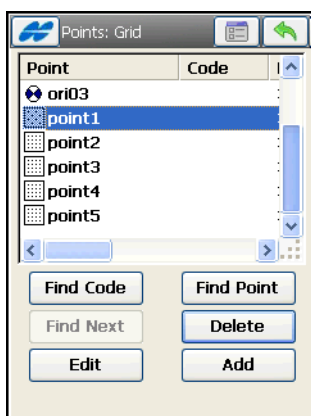 Points: Grid
Point Code
ori03
point1
point2
point3
point4
point5
Find Code Find Point
Find Next Delete
Edit Add